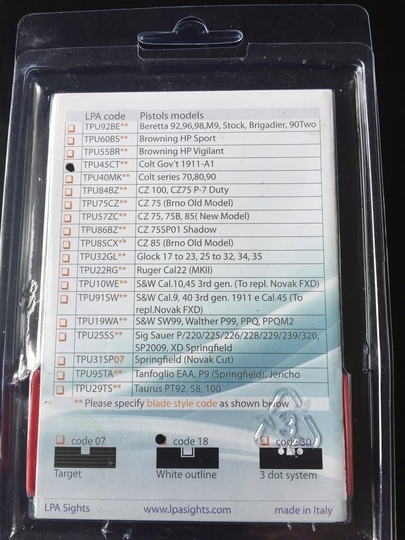 LPA code Pistols models
TPU92BE** Beretta 92,96,98,M9, Stock, Brigadier, 90Two
TPU60BS** Browning HP Sport
TPU55BR** Browning HP Vigilant
TPU45CT** Colt Gov't 1911-A1
TPU40MK** Colt series 70,80,90
TPU84BZ** CZ 100, CZ75 P-7 Duty
TPU75CZ** CZ 75 (Brno Old Model)
TPU57ZC** CZ 75, 75B, 85( New Model)
TPU86BZ** CZ 75SP01 Shadow
TPU85CX** CZ 85 (Brno Old Model)
TPU32GL** Glock 17 to 23, 25 to 32, 34, 35
TPU22RG** Ruger Cal22 (MKII)
TPU10WE** S&W Cal.10,45 3rd gen. (To repl. Novak FXD)
TPU91SW** S&W Cal.9, 40 3rd gen. 1911 e Cal.45 (To
repl.Novak FXD)
TPU19WA** S&W SW99, Walther P99, PPQ, PPQM2
TPU25SS** Sig Sauer P/220/225/226/228/229/239/320,
SP2009, XD Springfield
TPU31SP07 Springfield (Novak Cut)
TPU95TA** Tanfoglio EAA, P9 (Springfield), Jericho
TPU29TS** Taurus PT92, 58, 100
** Please specify blade style code as shown below
code 07 code 18 code 30
Target White outline 3 dot system
LPA Sights www.lpasights.com made in Italy
3